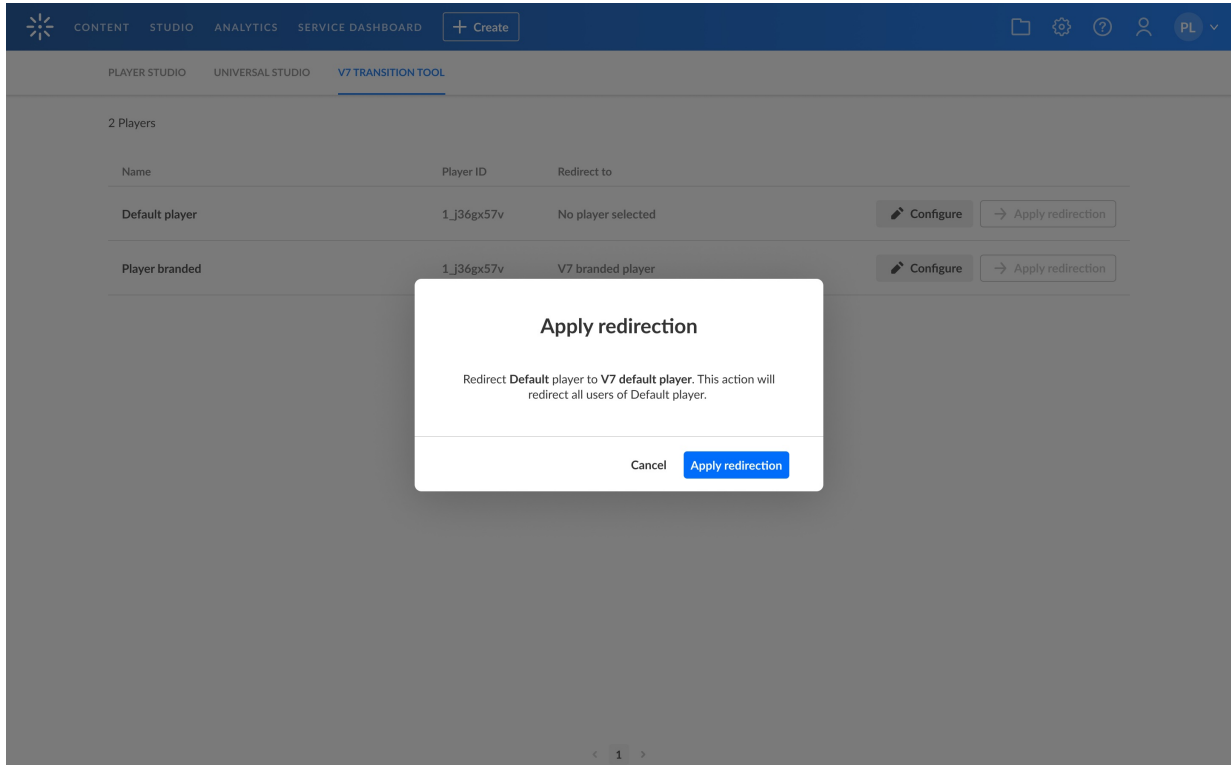 CONTENT STUDIO ANALYTICS SERVICE DASHBOARD + Create PL
PLAYER STUDIO UNIVERSAL STUDIO V7 TRANSITION TOOL
2 Players
Name Player ID Redirect to
Default player 1_j36gx57v No player selected Configure → Apply redirection
Player branded 1_j36gx57v V7 branded player Configure → Apply redirection
Apply redirection
Redirect Default player to V7 default player. This action will
redirect all users of Default player.
Cancel Apply redirection
< 1 >